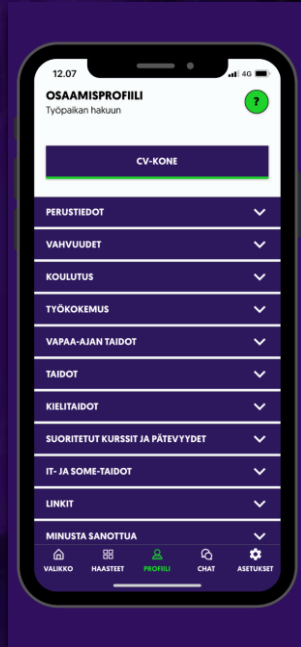 12.07
4G
OSAAMISPROFIILI
Työpaikan hakuun
?
CV-KONE
PERUSTIEDOT
VAHVUUDET
KOULUTUS
TYÖKOKEMUS
VAPAA-AJAN TAIDOT
TAIDOT
KIELITAIDOT
SUORITETUT KURSSIT JA PÄTEVYYDET
IT- JA SOME-TAIDOT
LINKIT
MINUSTA SANOTTUA
VALIKKO HAASTEET PROFIILI CHAT ASETUKSET